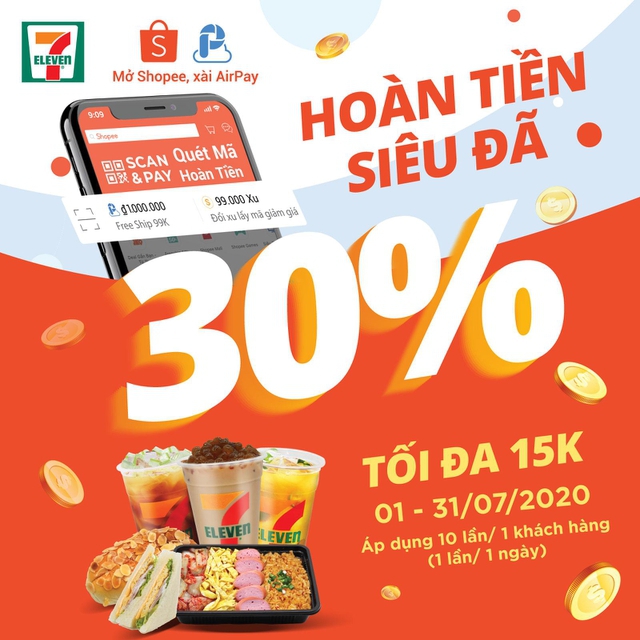 7
ELEVEN
Mở Shopee, xài AirPay
HOÀN TIỀN
SIÊU ĐÃ
9:09
Shopee
SCAN & PAY
Quét Mã
Hoàn Tiền
₫1.000.000
Free Ship 99K
99.000 Xu
Đổi xu lấy mã giảm giá
30%
TỐI ĐA 15K
01 - 31/07/2020
Áp dụng 10 lần/ 1 khách hàng
(1 lần/ 1 ngày)
ELEVEN
ELEVEN